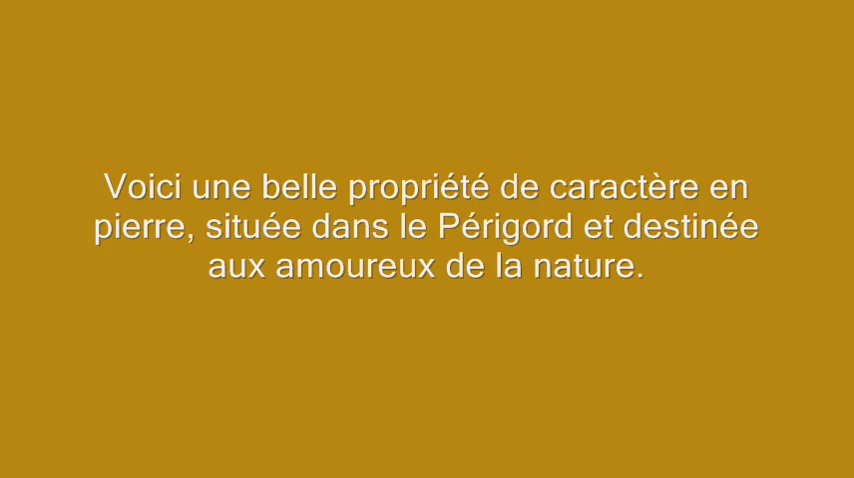 Voici une belle propriété de caractère en
pierre, située dans le Périgord et destinée
aux amoureux de la nature.